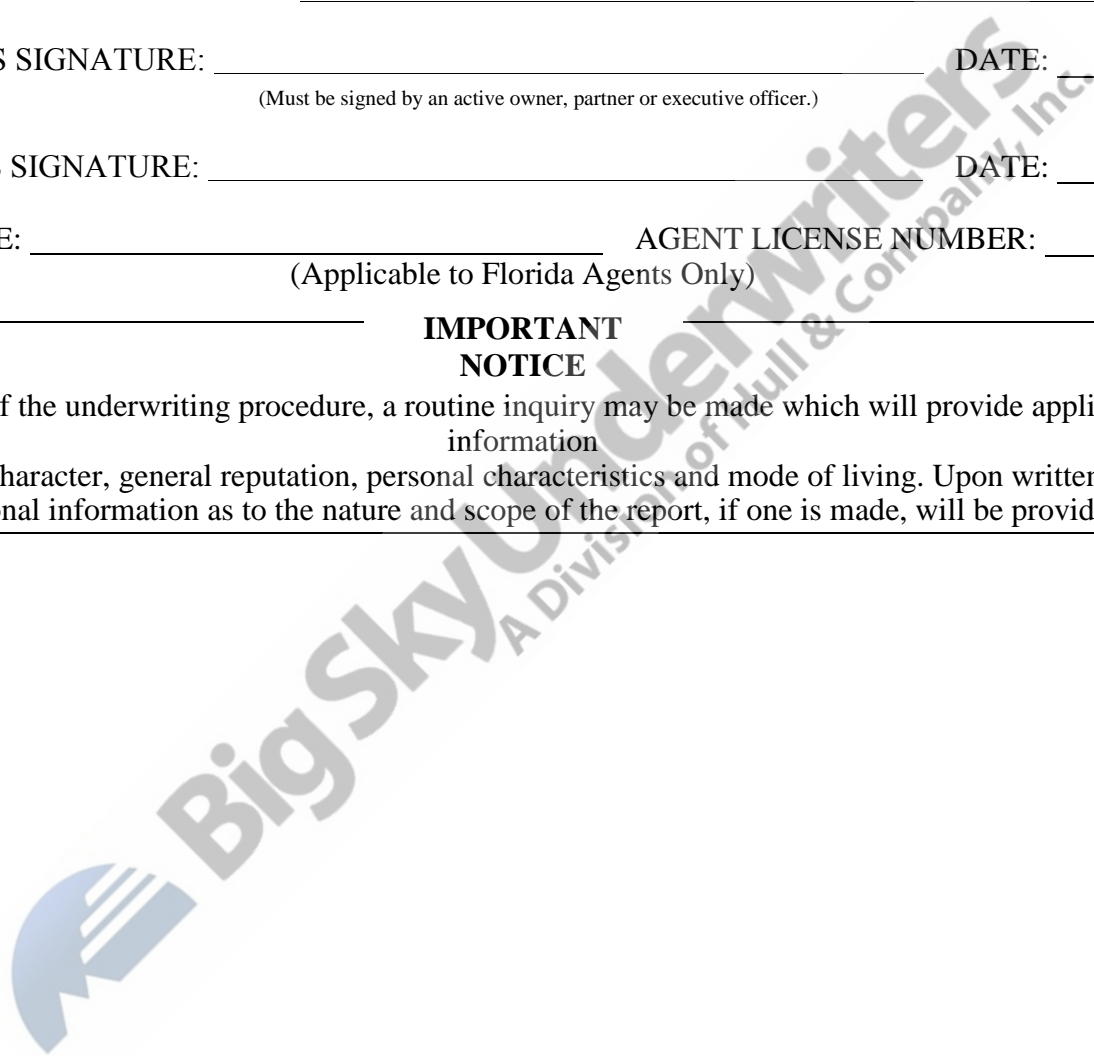 S SIGNATURE: DATE:
(Must be signed by an active owner, partner or executive officer.)
S SIGNATURE: DATE:
E: AGENT LICENSE NUMBER:
(Applicable to Florida Agents Only)
IMPORTANT
NOTICE
f the underwriting procedure, a routine inquiry may be made which will provide appli
information
haracter, general reputation, personal characteristics and mode of living. Upon written
onal information as to the nature and scope of the report, if one is made, will be provid
Big Sky Underwriters
A Division of Hull & Company, Inc.